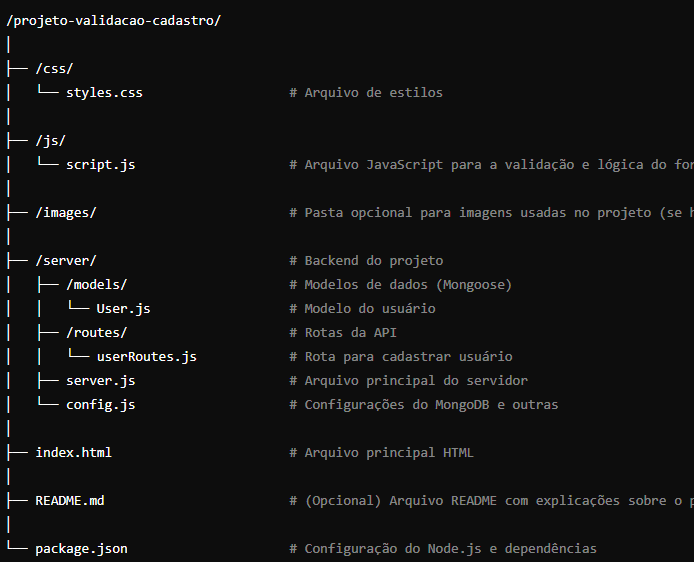 /projeto-validacao-cadastro/
│
├── /css/
│   └── styles.css                   # Arquivo de estilos
│
├── /js/
│   └── script.js                    # Arquivo JavaScript para a validação e lógica do
│
├── /images/                         # Pasta opcional para imagens usadas no projeto (se
│
├── /server/                         # Backend do projeto
│   ├── /models/                     # Modelos de dados (Mongoose)
│   │   └── User.js                  # Modelo do usuário
│   ├── /routes/                     # Rotas da API
│   │   └── userRoutes.js            # Rota para cadastrar usuário
│   ├── server.js                    # Arquivo principal do servidor
│   └── config.js                    # Configurações do MongoDB e outras
│
├── index.html                       # Arquivo principal HTML
│
├── README.md                        # (Opcional) Arquivo README com explicações sobre o
│
└── package.json                     # Configuração do Node.js e dependências